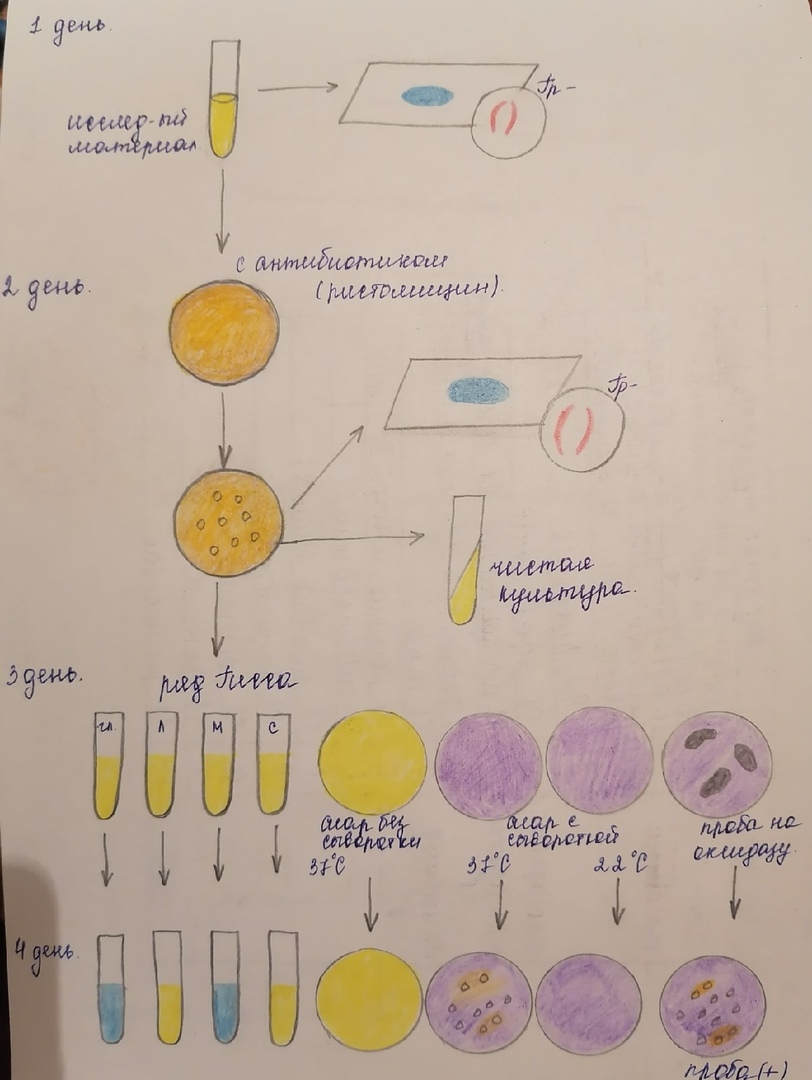 1 день.
Гр -
исслед-ый
материал
с антибиотиком
2 день.
(ристомицин).
Гр-
чистая
культура.
3 день.
ряд Гисса
гл. л м с
агар без
сыворотки
37°С
агар с
сывороткой
37°С 22°С
проба на
оксидазу.
4 день.
проба (+)